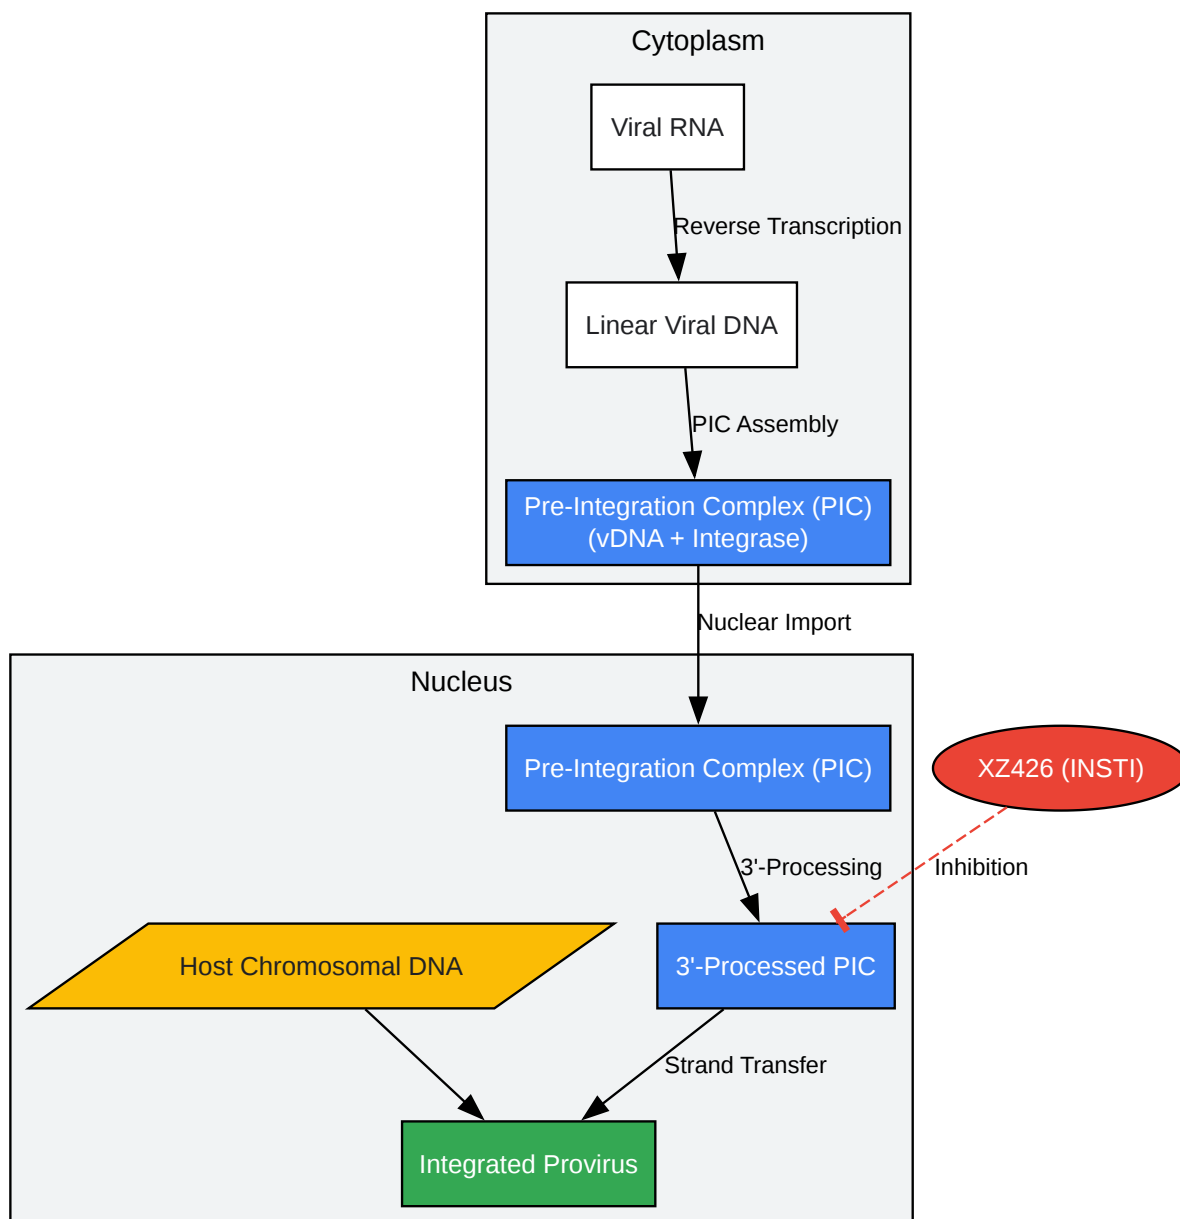 Cytoplasm
Viral RNA
Reverse Transcription
Linear Viral DNA
PIC Assembly
Pre-Integration Complex (PIC)
(vDNA + Integrase)
Nuclear Import
Nucleus
Pre-Integration Complex (PIC)
XZ426 (INSTI)
3'-Processing
Inhibition
Host Chromosomal DNA
3'-Processed PIC
Strand Transfer
Integrated Provirus